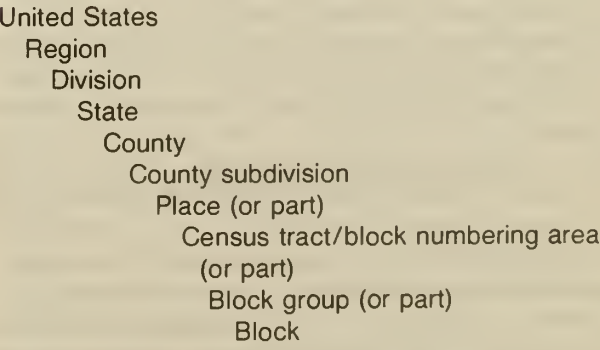 United States
Region
Division
State
County
County subdivision
Place (or part)
Census tract/block numbering area
(or part)
Block group (or part)
Block